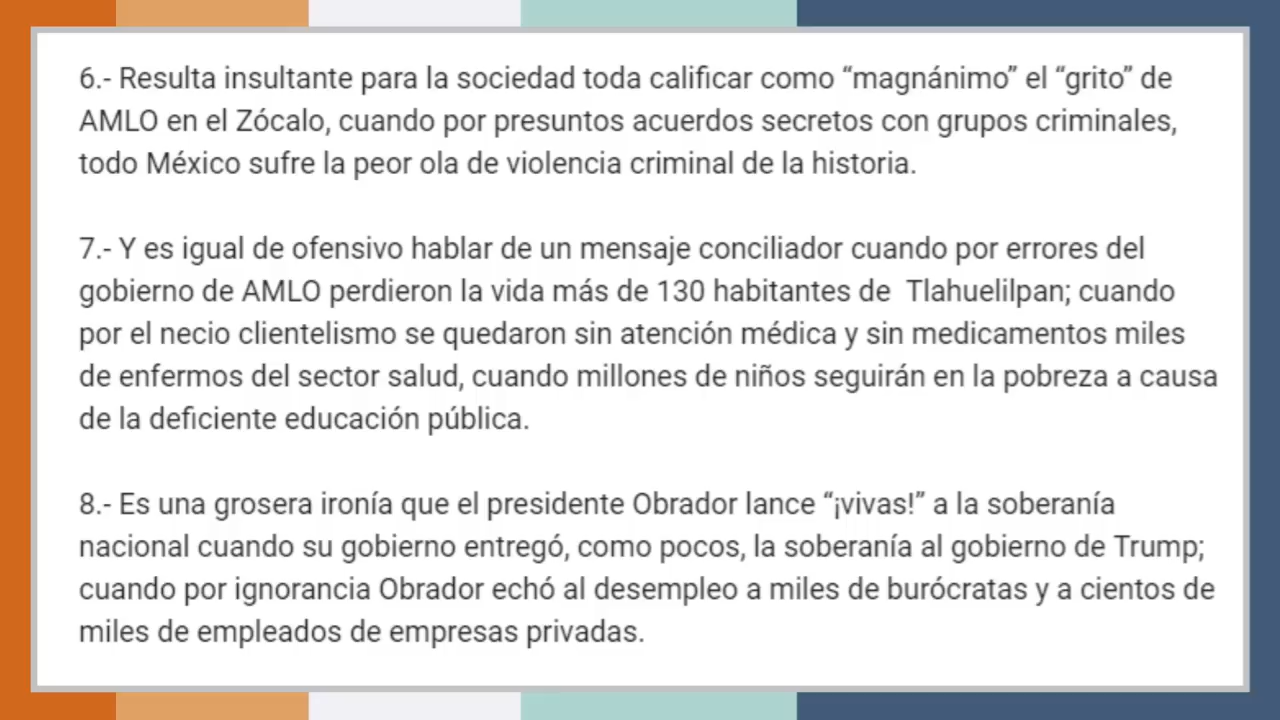 6.- Resulta insultante para la sociedad toda calificar como “magnánimo” el “grito” de
AMLO en el Zócalo, cuando por presuntos acuerdos secretos con grupos criminales,
todo México sufre la peor ola de violencia criminal de la historia.
7.- Y es igual de ofensivo hablar de un mensaje conciliador cuando por errores del
gobierno de AMLO perdieron la vida más de 130 habitantes de  Tlahuelilpan; cuando
por el necio clientelismo se quedaron sin atención médica y sin medicamentos miles
de enfermos del sector salud, cuando millones de niños seguirán en la pobreza a causa
de la deficiente educación pública.
8.- Es una grosera ironía que el presidente Obrador lance “¡vivas!” a la soberanía
nacional cuando su gobierno entregó, como pocos, la soberanía al gobierno de Trump;
cuando por ignorancia Obrador echó al desempleo a miles de burócratas y a cientos de
miles de empleados de empresas privadas.